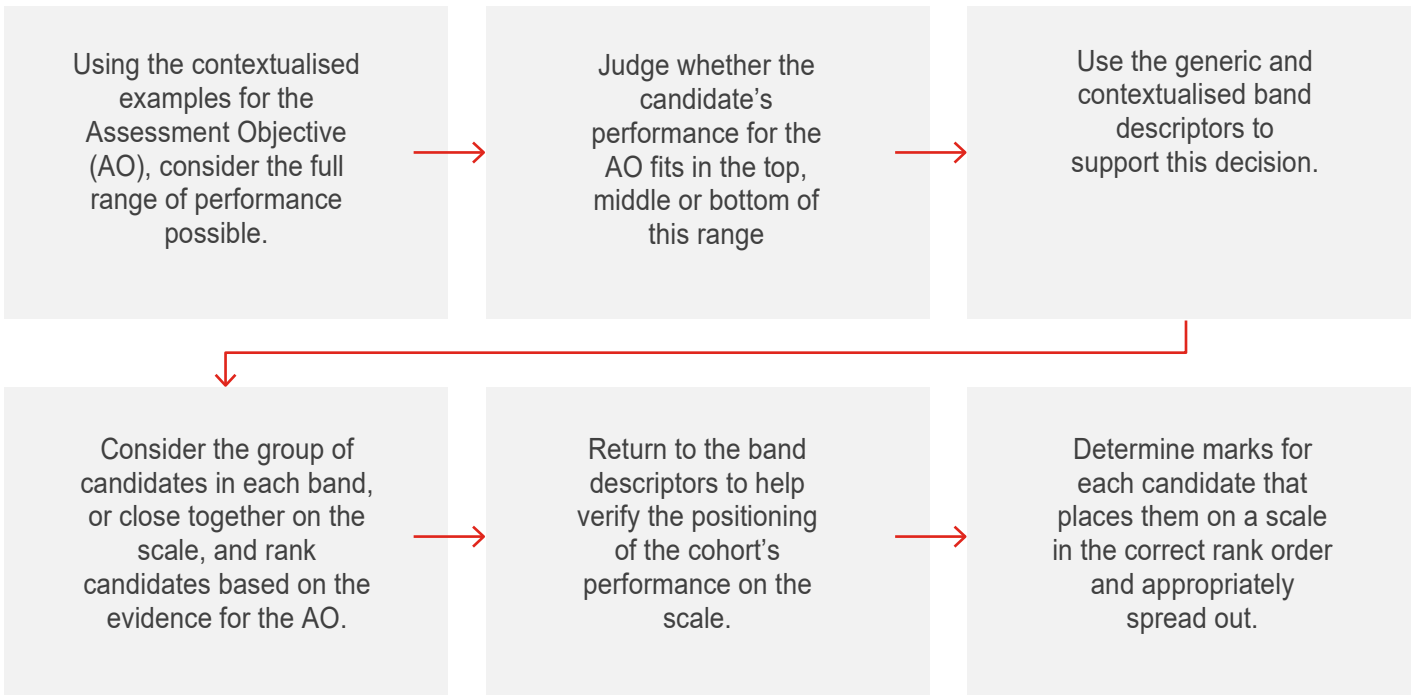 Using the contextualised
examples for the
Assessment Objective
(AO), consider the full
range of performance
possible.
Judge whether the
candidate’s
performance for the
AO fits in the top,
middle or bottom of
this range
Use the generic and
contextualised band
descriptors to
support this decision.
Consider the group of
candidates in each band,
or close together on the
scale, and rank
candidates based on the
evidence for the AO.
Return to the band
descriptors to help
verify the positioning
of the cohort’s
performance on the
scale.
Determine marks for
each candidate that
places them on a scale
in the correct rank order
and appropriately
spread out.